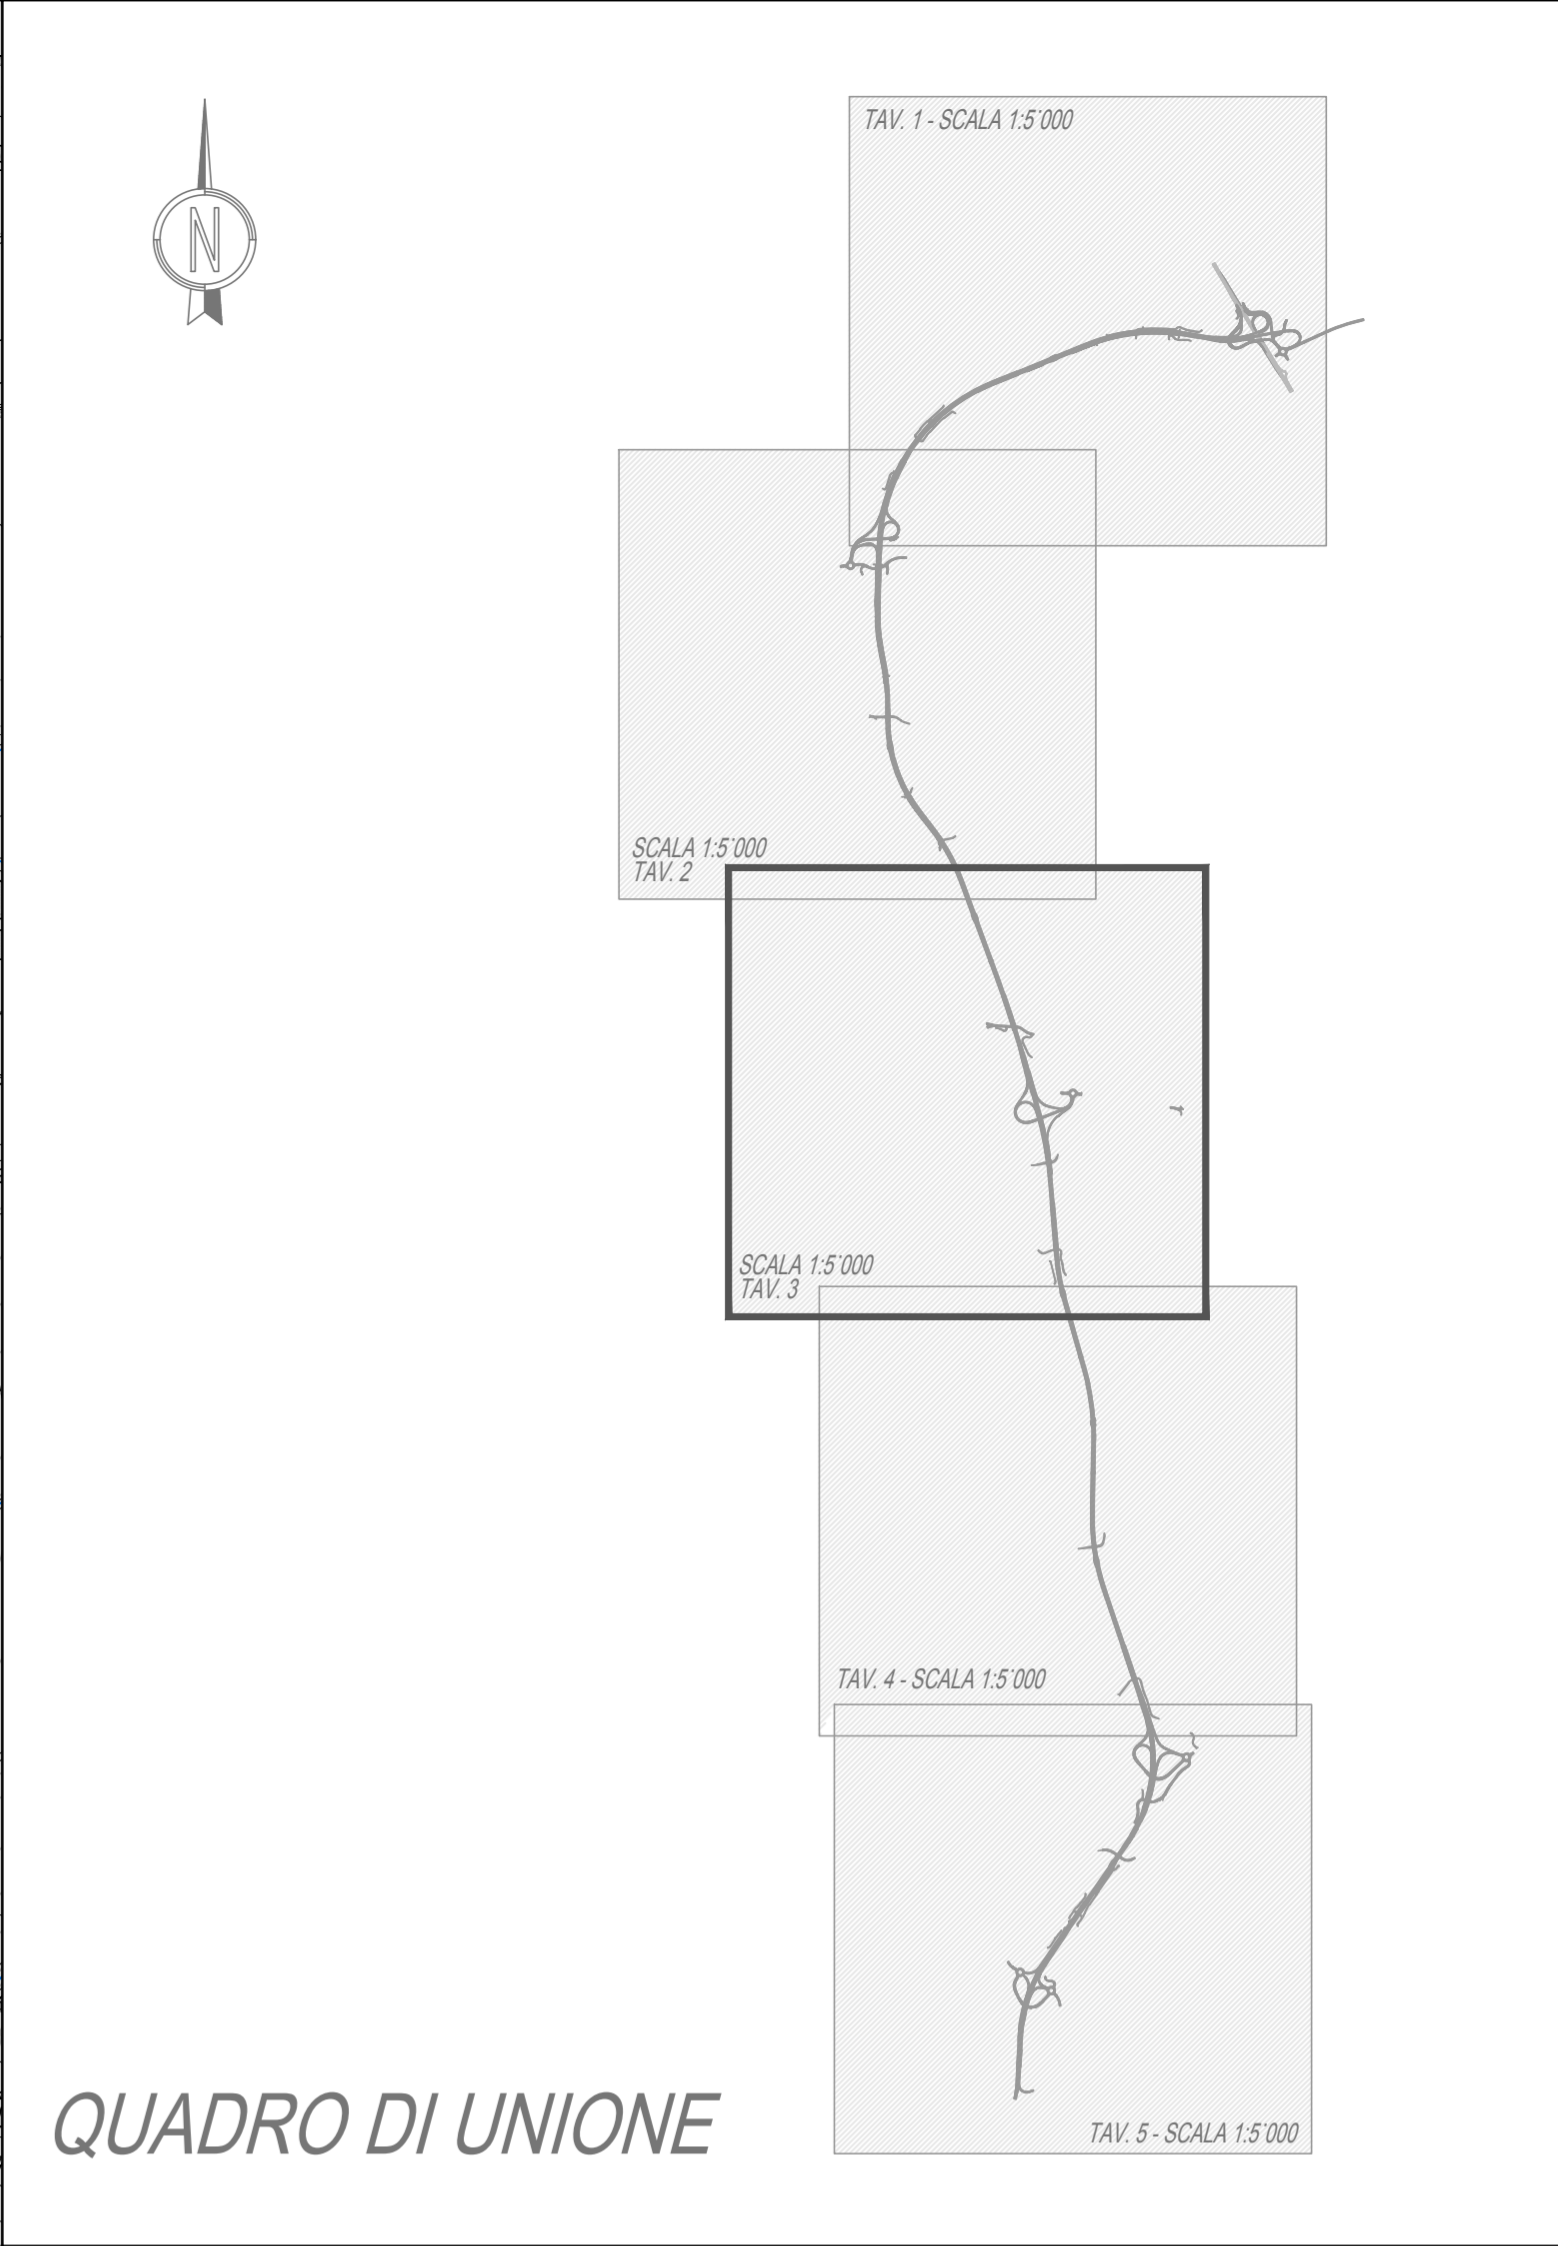 N
TAV. 1 - SCALA 1:5˙000
SCALA 1:5˙000
TAV. 2
SCALA 1:5˙000
TAV. 3
TAV. 4 - SCALA 1:5˙000
TAV. 5 - SCALA 1:5˙000
QUADRO DI UNIONE